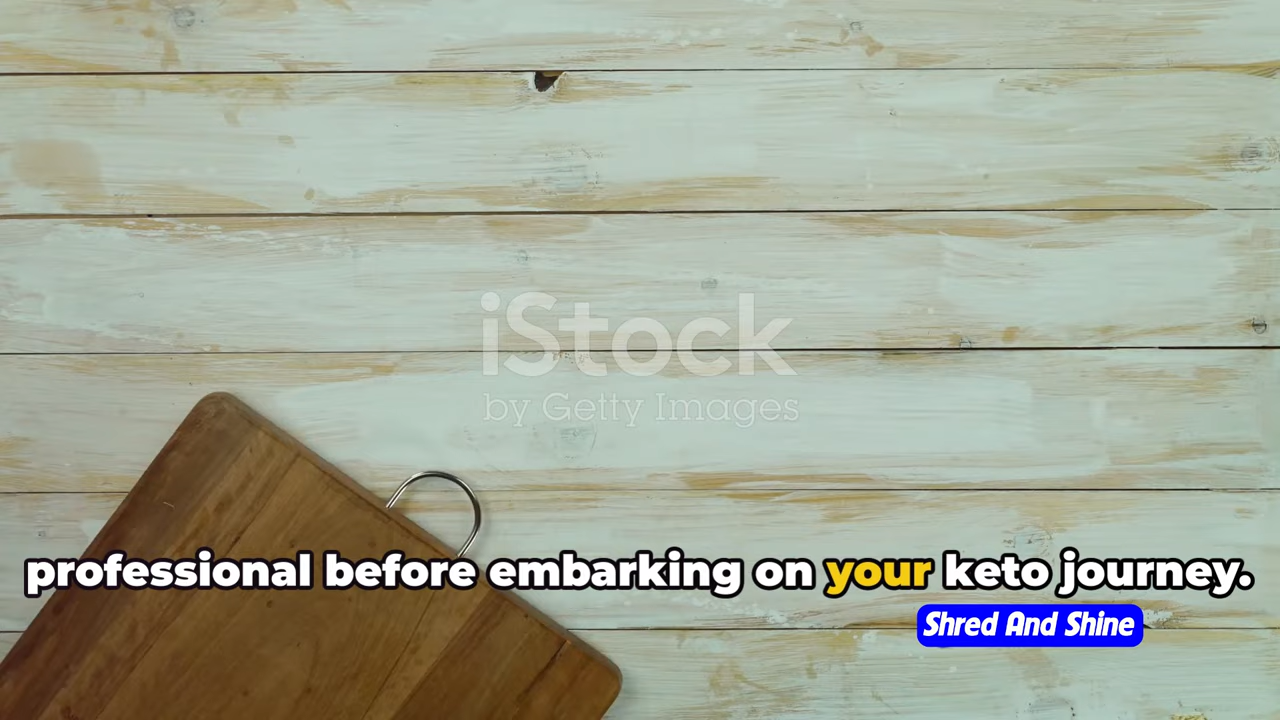 iStock
by Getty Images
professional before embarking on your keto journey.
Shred And Shine